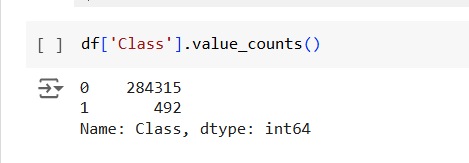 [ ] df['Class'].value_counts()
0    284315
1       492
Name: Class, dtype: int64